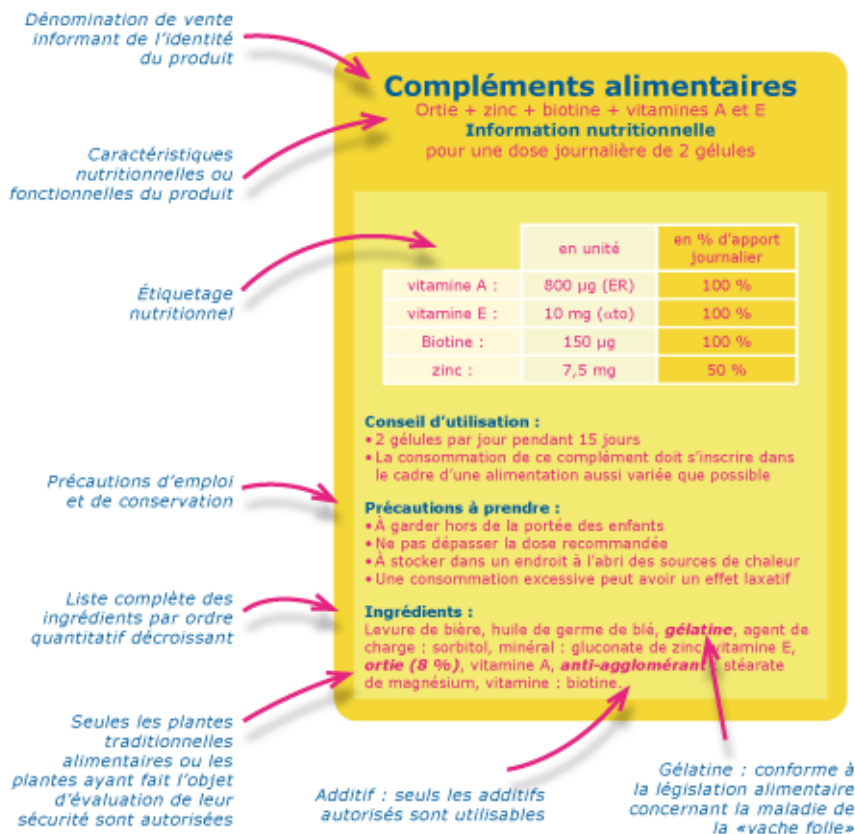 Dénomination de vente
informant de l'identité
du produit
Compléments alimentaires
Ortie + zinc + biotine + vitamines A et E
Information nutritionnelle
pour une dose journalière de 2 gélules
Caractéristiques
nutritionnelles ou
fonctionnelles du produit
Étiquetage
nutritionnel
en unité
en % d'apport
journalier
vitamine A : 800 µg (ER) 100 %
vitamine E : 10 mg (αto) 100 %
Biotine : 150 µg 100 %
zinc : 7,5 mg 50 %
Conseil d'utilisation :
• 2 gélules par jour pendant 15 jours
• La consommation de ce complément doit s'inscrire dans
le cadre d'une alimentation aussi variée que possible
Précautions d'emploi
et de conservation
Précautions à prendre :
• À garder hors de la portée des enfants
• Ne pas dépasser la dose recommandée
• À stocker dans un endroit à l'abri des sources de chaleur
• Une consommation excessive peut avoir un effet laxatif
Liste complète des
ingrédients par ordre
quantitatif décroissant
Ingrédients :
Levure de bière, huile de germe de blé, gélatine, agent de
charge : sorbitol, minéral : gluconate de zinc, vitamine E,
ortie (8 %), vitamine A, anti-agglomérant : stéarate
de magnésium, vitamine : biotine.
Seules les plantes
traditionnelles
alimentaires ou les
plantes ayant fait l'objet
d'évaluation de leur
sécurité sont autorisées
Additif : seuls les additifs
autorisés sont utilisables
Gélatine : conforme à
la législation alimentaire
concernant la maladie de
la «vache folle»